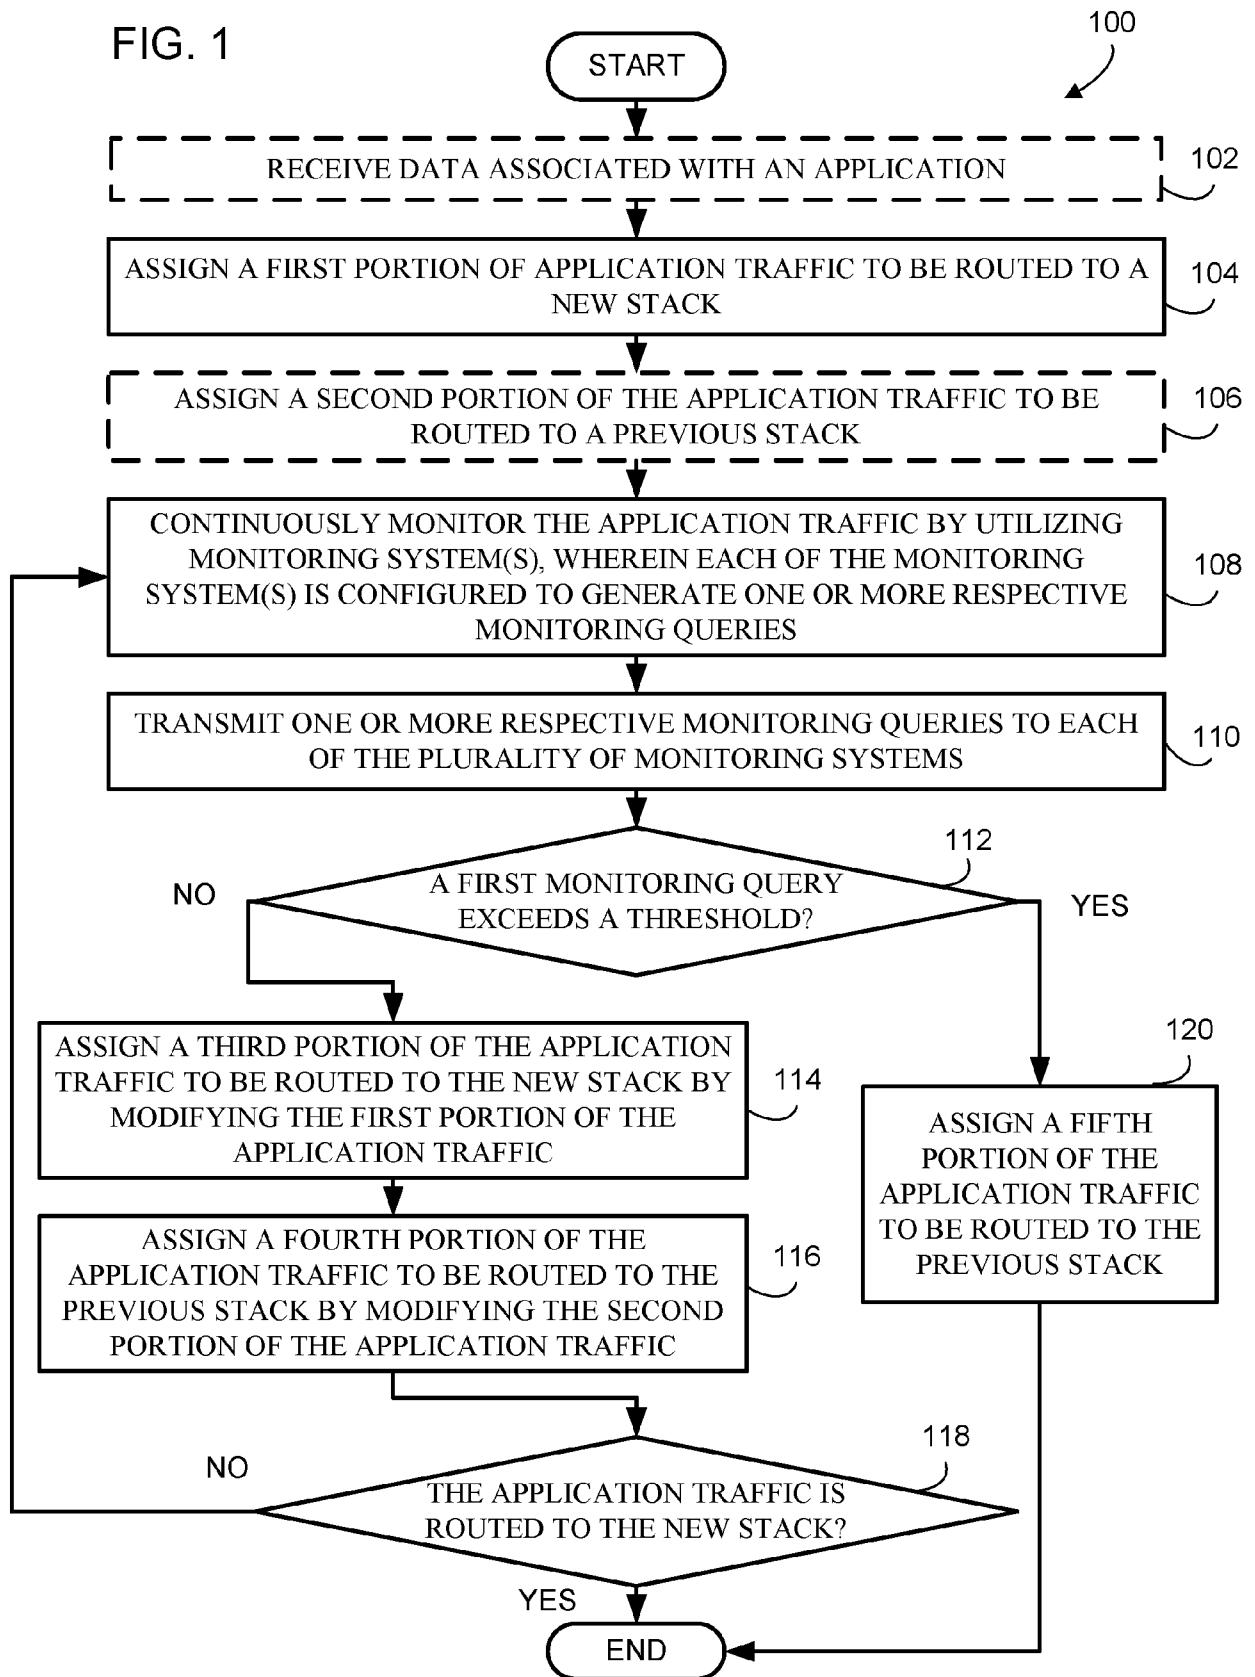 FIG. 1
100
START
RECEIVE DATA ASSOCIATED WITH AN APPLICATION
102
ASSIGN A FIRST PORTION OF APPLICATION TRAFFIC TO BE ROUTED TO A
NEW STACK
104
ASSIGN A SECOND PORTION OF THE APPLICATION TRAFFIC TO BE
ROUTED TO A PREVIOUS STACK
106
CONTINUOUSLY MONITOR THE APPLICATION TRAFFIC BY UTILIZING
MONITORING SYSTEM(S), WHEREIN EACH OF THE MONITORING
SYSTEM(S) IS CONFIGURED TO GENERATE ONE OR MORE RESPECTIVE
MONITORING QUERIES
108
TRANSMIT ONE OR MORE RESPECTIVE MONITORING QUERIES TO EACH
OF THE PLURALITY OF MONITORING SYSTEMS
110
112
A FIRST MONITORING QUERY
EXCEEDS A THRESHOLD?
NO
YES
ASSIGN A THIRD PORTION OF THE APPLICATION
TRAFFIC TO BE ROUTED TO THE NEW STACK BY
MODIFYING THE FIRST PORTION OF THE
APPLICATION TRAFFIC
114
120
ASSIGN A FIFTH
PORTION OF THE
APPLICATION TRAFFIC
TO BE ROUTED TO THE
PREVIOUS STACK
ASSIGN A FOURTH PORTION OF THE
APPLICATION TRAFFIC TO BE ROUTED TO THE
PREVIOUS STACK BY MODIFYING THE SECOND
PORTION OF THE APPLICATION TRAFFIC
116
118
NO
THE APPLICATION TRAFFIC IS
ROUTED TO THE NEW STACK?
YES
END